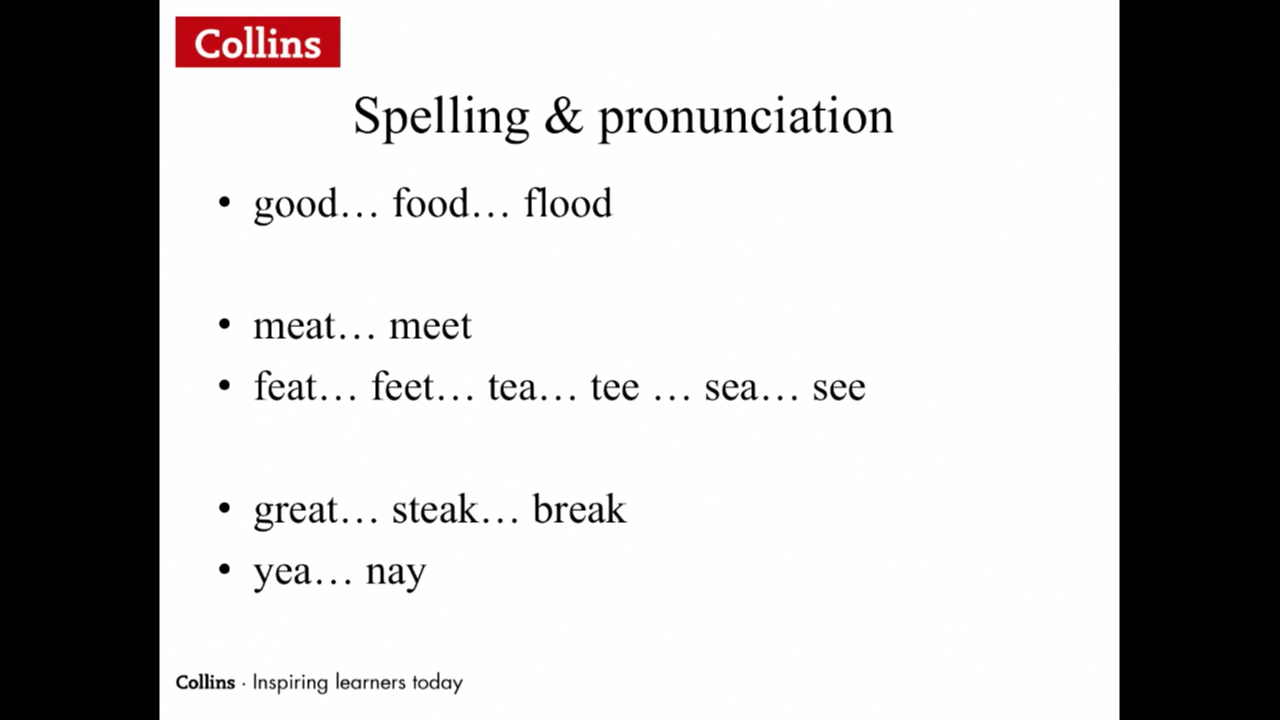 Collins
Spelling & pronunciation
• good… food… flood
• meat… meet
• feat… feet… tea… tee … sea… see
• great… steak… break
• yea… nay
Collins · Inspiring learners today